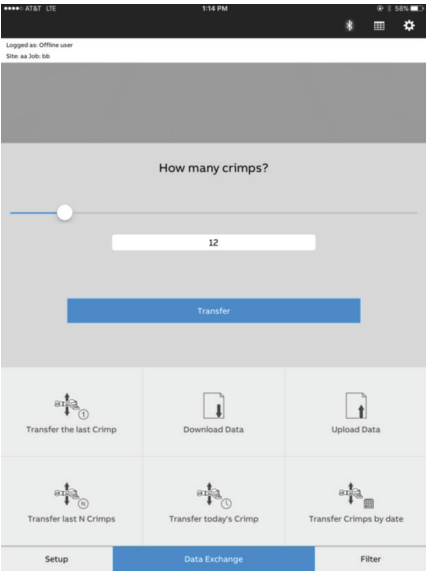 AT&T LTE 1:14 PM 58%
Logged as: Offline user
Site: aa Job: bb
How many crimps?
12
Transfer
1
Transfer the last Crimp Download Data Upload Data
N
Transfer last N Crimps Transfer today's Crimp Transfer Crimps by date
Setup Data Exchange Filter